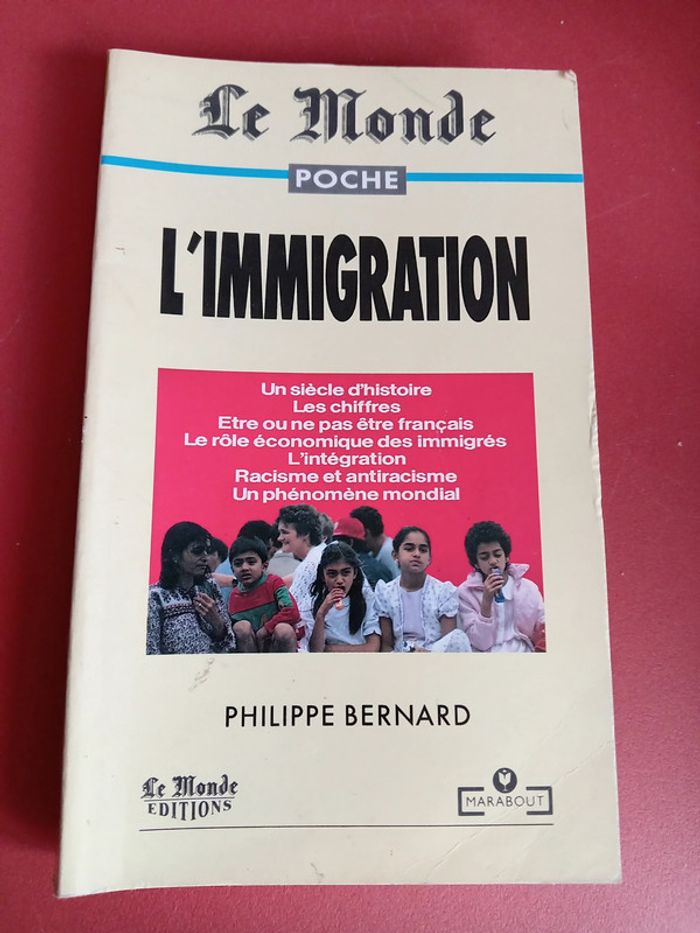 Le Monde
POCHE
L'IMMIGRATION
Un siècle d'histoire
Les chiffres
Etre ou ne pas être français
Le rôle économique des immigrés
L'intégration
Racisme et antiracisme
Un phénomène mondial
PHILIPPE BERNARD
Le Monde
EDITIONS
MARABOUT